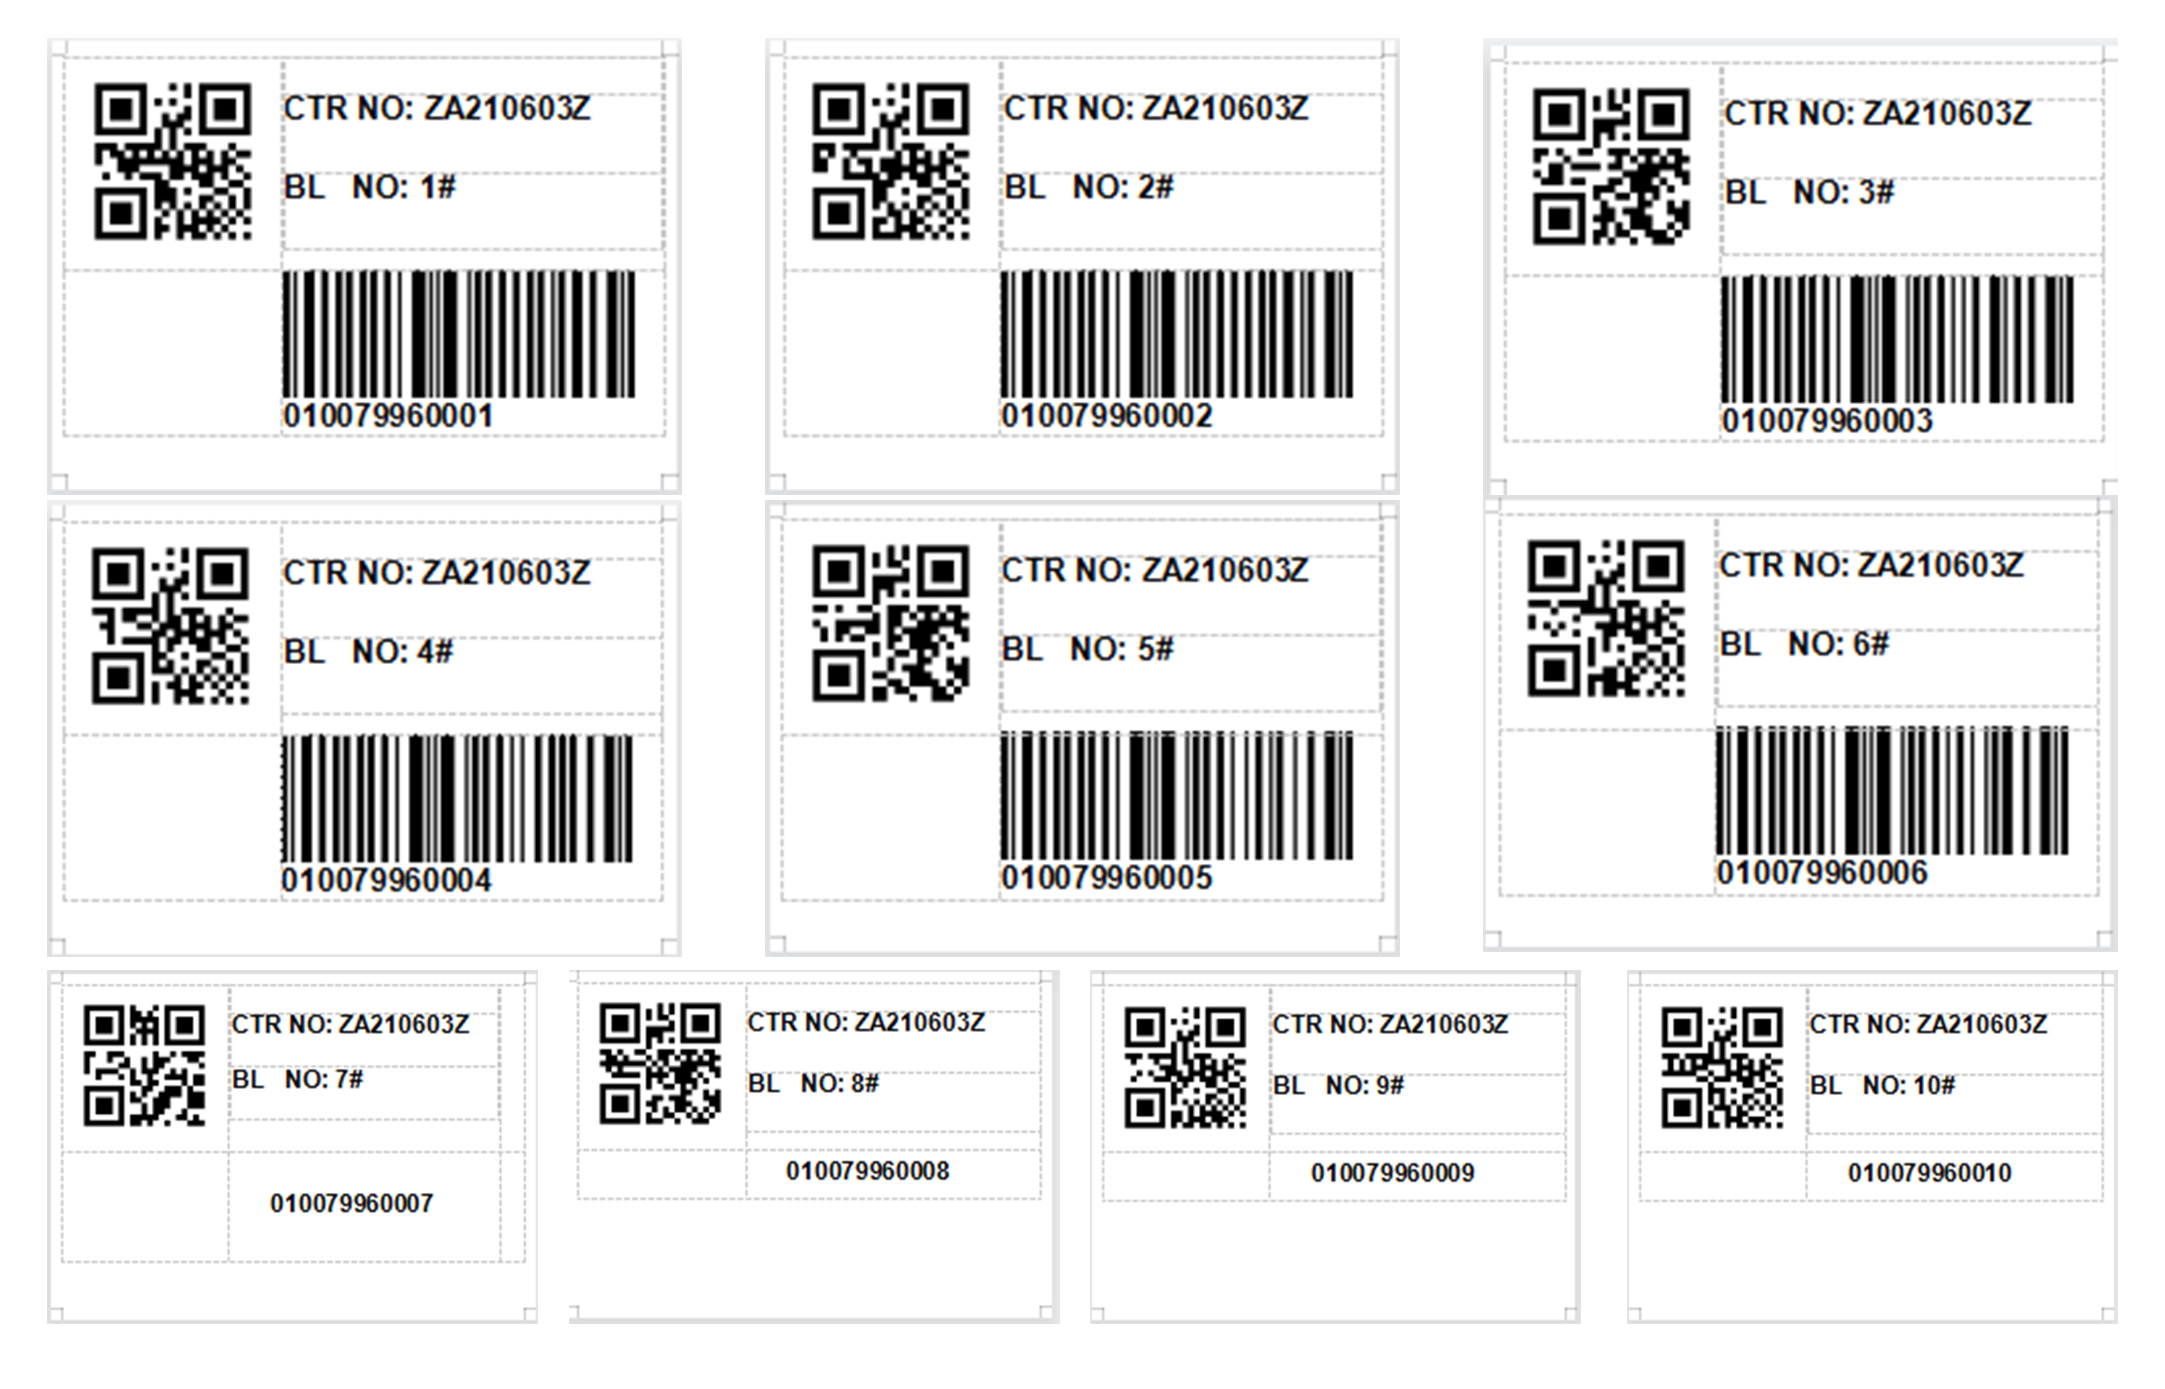 CTR NO: ZA210603Z
BL NO: 1#
010079960001
CTR NO: ZA210603Z
BL NO: 2#
010079960002
CTR NO: ZA210603Z
BL NO: 3#
010079960003
CTR NO: ZA210603Z
BL NO: 4#
010079960004
CTR NO: ZA210603Z
BL NO: 5#
010079960005
CTR NO: ZA210603Z
BL NO: 6#
010079960006
CTR NO: ZA210603Z
BL NO: 7#
010079960007
CTR NO: ZA210603Z
BL NO: 8#
010079960008
CTR NO: ZA210603Z
BL NO: 9#
010079960009
CTR NO: ZA210603Z
BL NO: 10#
010079960010